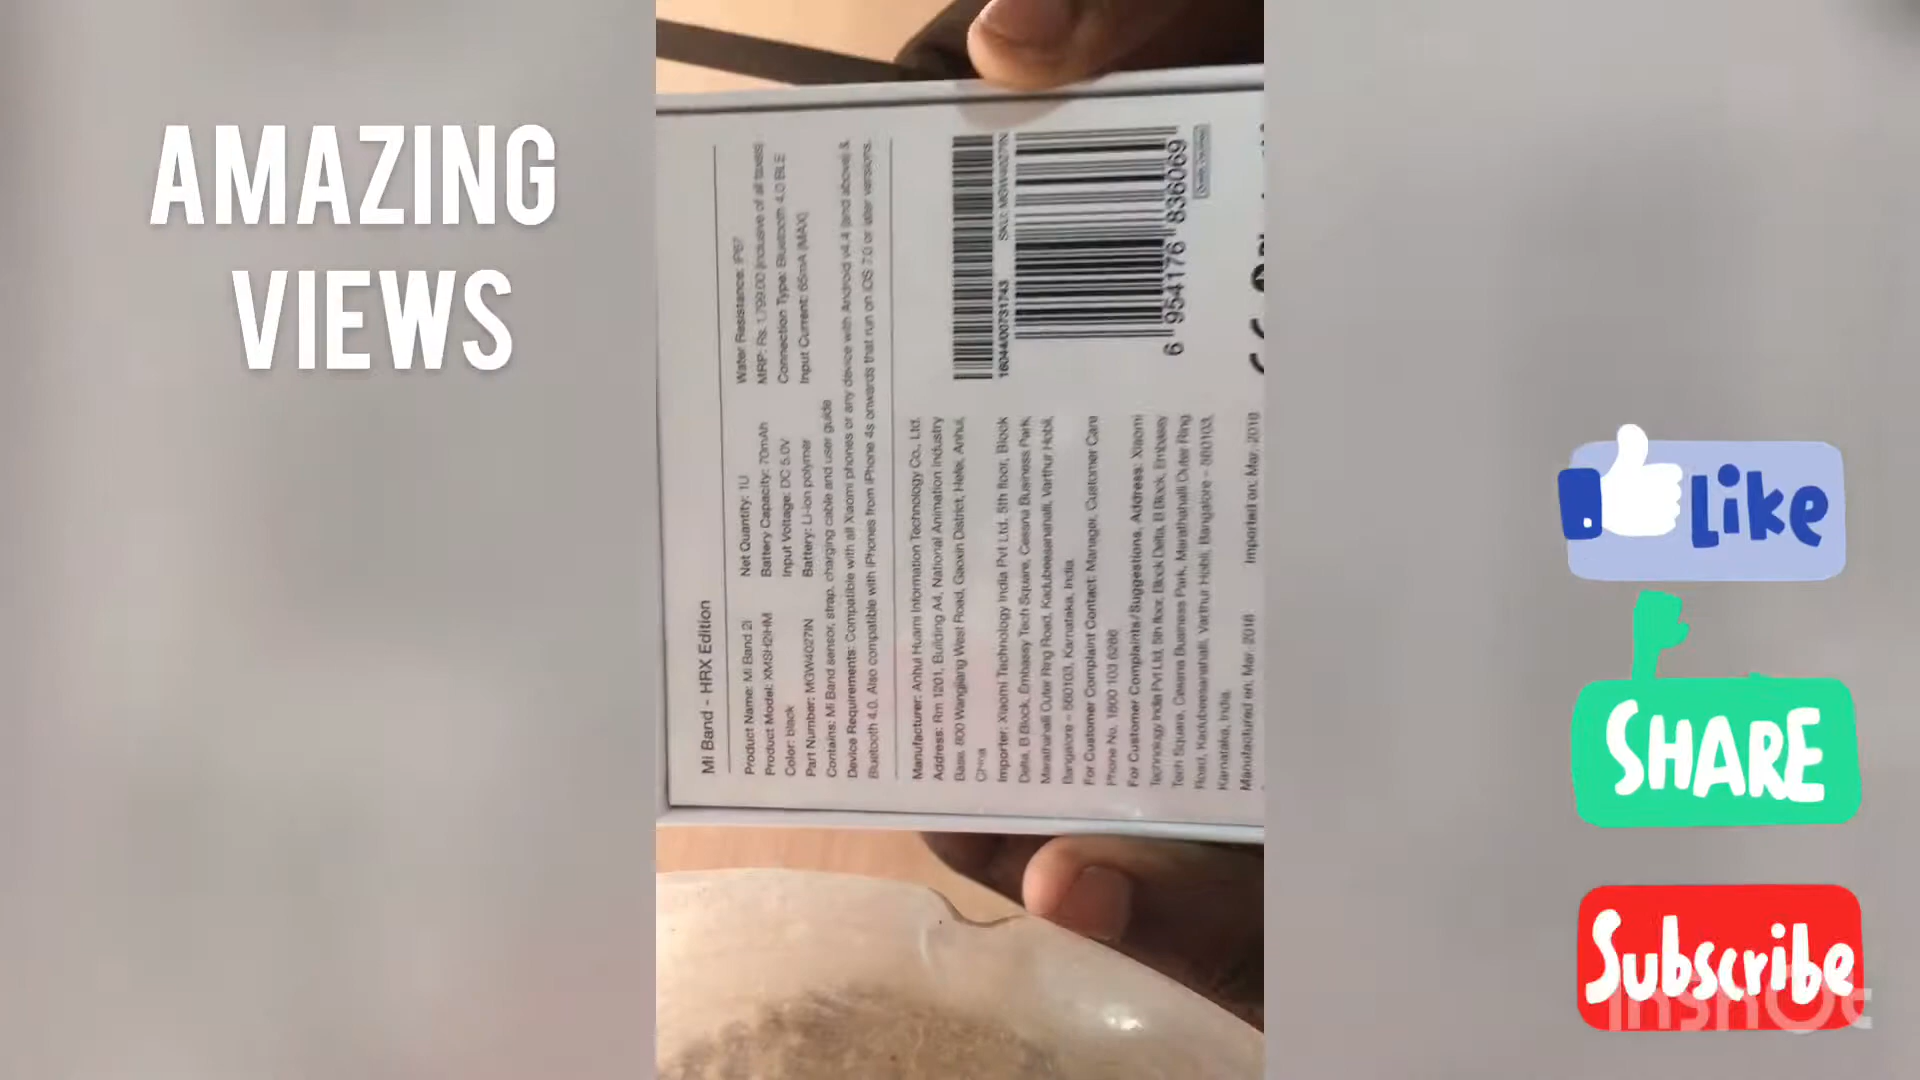 AMAZING
VIEWS
Mi Band - HRX Edition
Product Name: Mi Band 2i
Net Quantity: 1U
Water Resistance: IP67
Product Model: XMSH2HM
Battery Capacity: 70mAh
MRP: Rs. 1,799.00 (inclusive of all taxes)
Color: black
Input Voltage: DC 5.0V
Connection Type: Bluetooth 4.0 BLE
Part Number: MGW4027IN
Battery: Li-ion polymer
Input Current: 65mA (MAX)
Contains: Mi Band sensor, strap, charging cable and user guide
Device Requirements: Compatible with all Xiaomi phones or any device with Android v4.4 (and above) &
Bluetooth 4.0. Also compatible with iPhones from iPhone 4s onwards that run on iOS 7.0 or later versions.
Manufacturer: Anhui Huami Information Technology Co., Ltd.
Address: Rm 1201, Building A4, National Animation Industry
Base, 800 Wangjiang West Road, Gaoxin District, Hefei, Anhui,
China
Importer: Xiaomi Technology India Pvt Ltd, 5th floor, Block
Delta, B Block, Embassy Tech Square, Cessna Business Park,
Marathahalli Outer Ring Road, Kadubeesanahalli, Varthur Hobli,
Bangalore – 560103, Karnataka, India
For Customer Complaint Contact: Manager, Customer Care
Phone No. 1800 103 6286
For Customer Complaints/Suggestions, Address: Xiaomi
Technology India Pvt Ltd, 5th floor, Block Delta, B Block, Embassy
Tech Square, Cessna Business Park, Marathahalli Outer Ring
Road, Kadubeesanahalli, Varthur Hobli, Bangalore – 560103,
Karnataka, India.
Manufactured on: Mar. 2018
Imported on: Mar. 2018
16044/00731743
SKU: MGW4027IN
6 954176 836069
Like
SHARE
Subscribe
InShOt